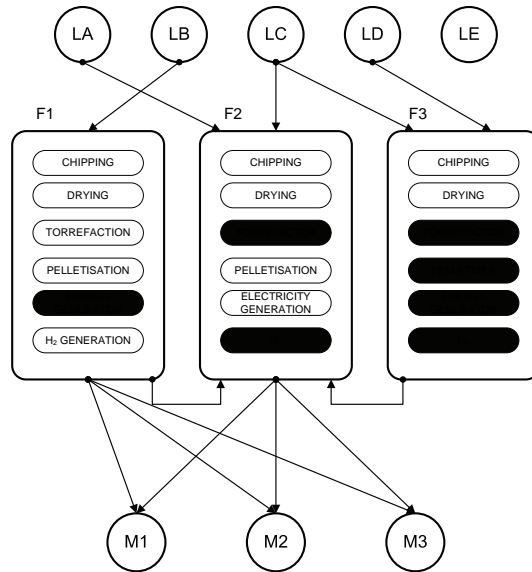 LA LB LC LD LE
F1 F2 F3
CHIPPING CHIPPING CHIPPING
DRYING DRYING DRYING
TORREFACTION
PELLETISATION PELLETISATION
ELECTRICITY
GENERATION
H₂ GENERATION
M1 M2 M3